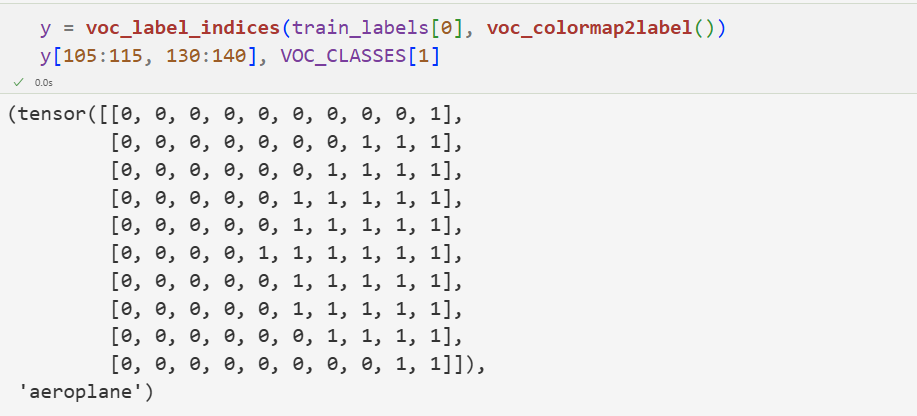 y = voc_label_indices(train_labels[0], voc_colormap2label())
y[105:115, 130:140], VOC_CLASSES[1]
✓ 0.0s
(tensor([[0, 0, 0, 0, 0, 0, 0, 0, 0, 1],
[0, 0, 0, 0, 0, 0, 0, 1, 1, 1],
[0, 0, 0, 0, 0, 0, 1, 1, 1, 1],
[0, 0, 0, 0, 0, 1, 1, 1, 1, 1],
[0, 0, 0, 0, 0, 1, 1, 1, 1, 1],
[0, 0, 0, 0, 1, 1, 1, 1, 1, 1],
[0, 0, 0, 0, 0, 1, 1, 1, 1, 1],
[0, 0, 0, 0, 0, 1, 1, 1, 1, 1],
[0, 0, 0, 0, 0, 0, 1, 1, 1, 1],
[0, 0, 0, 0, 0, 0, 0, 0, 1, 1]]),
'aeroplane')